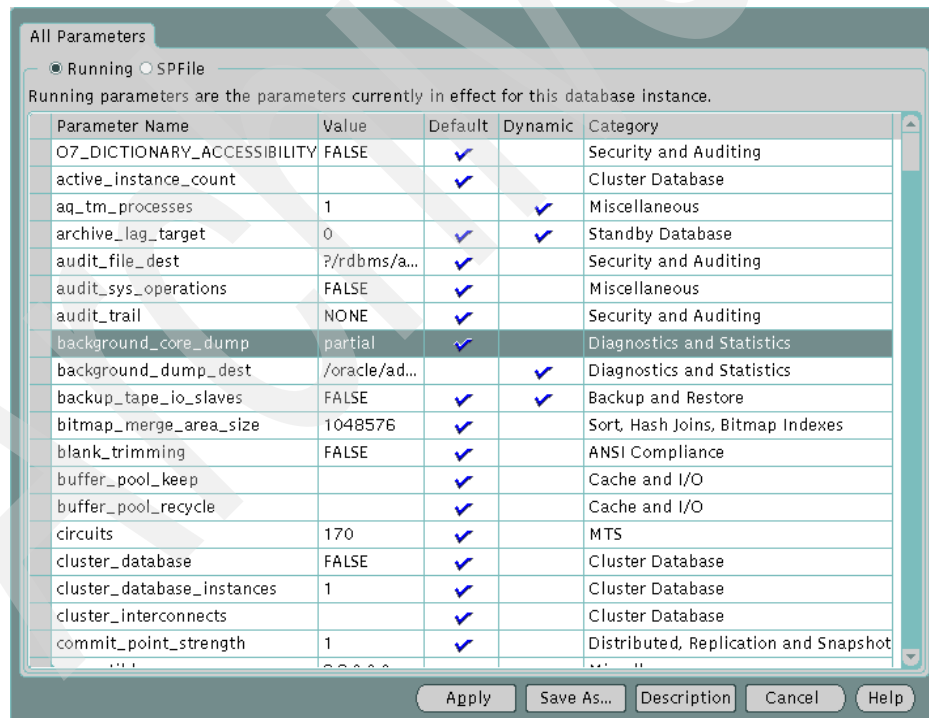 All Parameters
Running SPFile
Running parameters are the parameters currently in effect for this database instance.
Parameter Name Value Default Dynamic Category
O7_DICTIONARY_ACCESSIBILITY FALSE Security and Auditing
active_instance_count Cluster Database
aq_tm_processes 1 Miscellaneous
archive_lag_target 0 Standby Database
audit_file_dest ?/rdbms/a... Security and Auditing
audit_sys_operations FALSE Miscellaneous
audit_trail NONE Security and Auditing
background_core_dump partial Diagnostics and Statistics
background_dump_dest /oracle/ad... Diagnostics and Statistics
backup_tape_io_slaves FALSE Backup and Restore
bitmap_merge_area_size 1048576 Sort, Hash Joins, Bitmap Indexes
blank_trimming FALSE ANSI Compliance
buffer_pool_keep Cache and I/O
buffer_pool_recycle Cache and I/O
circuits 170 MTS
cluster_database FALSE Cluster Database
cluster_database_instances 1 Cluster Database
cluster_interconnects Cluster Database
commit_point_strength 1 Distributed, Replication and Snapshot
Apply Save As... Description Cancel Help